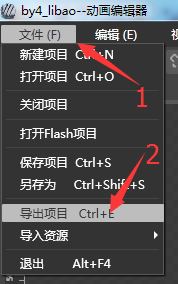 by4_libao--动画编辑器
文件 (F) 编辑 (E)
1
新建项目 Ctrl+N
打开项目 Ctrl+O
关闭项目
打开Flash项目
2
保存项目 Ctrl+S
另存为 Ctrl+Shift+S
导出项目 Ctrl+E
导入资源
退出 Alt+F4